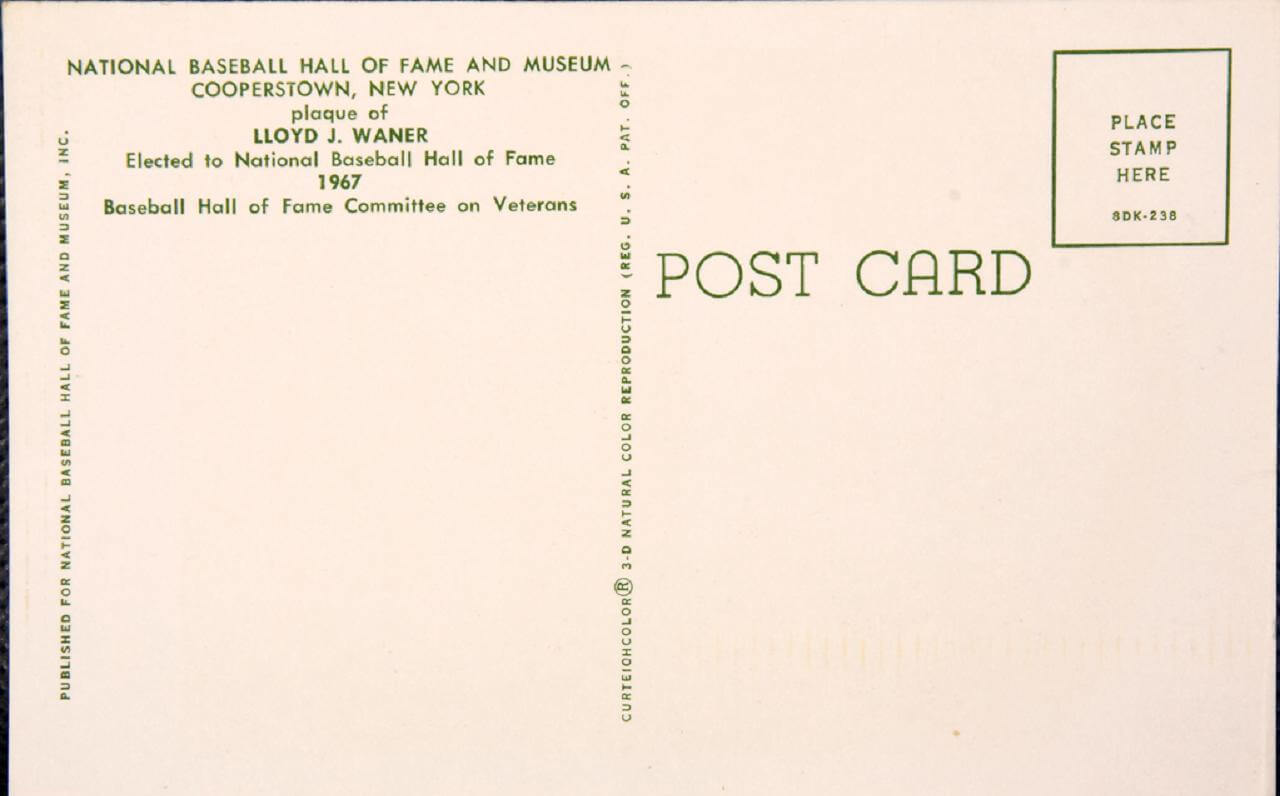 NATIONAL BASEBALL HALL OF FAME AND MUSEUM
COOPERSTOWN, NEW YORK
plaque of
LLOYD J. WANER
Elected to National Baseball Hall of Fame
1967
Baseball Hall of Fame Committee on Veterans
PUBLISHED FOR NATIONAL BASEBALL HALL OF FAME AND MUSEUM, INC.
CURTEICHCOLOR® 3-D NATURAL COLOR REPRODUCTION (REG. U. S. A. PAT. OFF.)
POST CARD
PLACE
STAMP
HERE
8DK-238